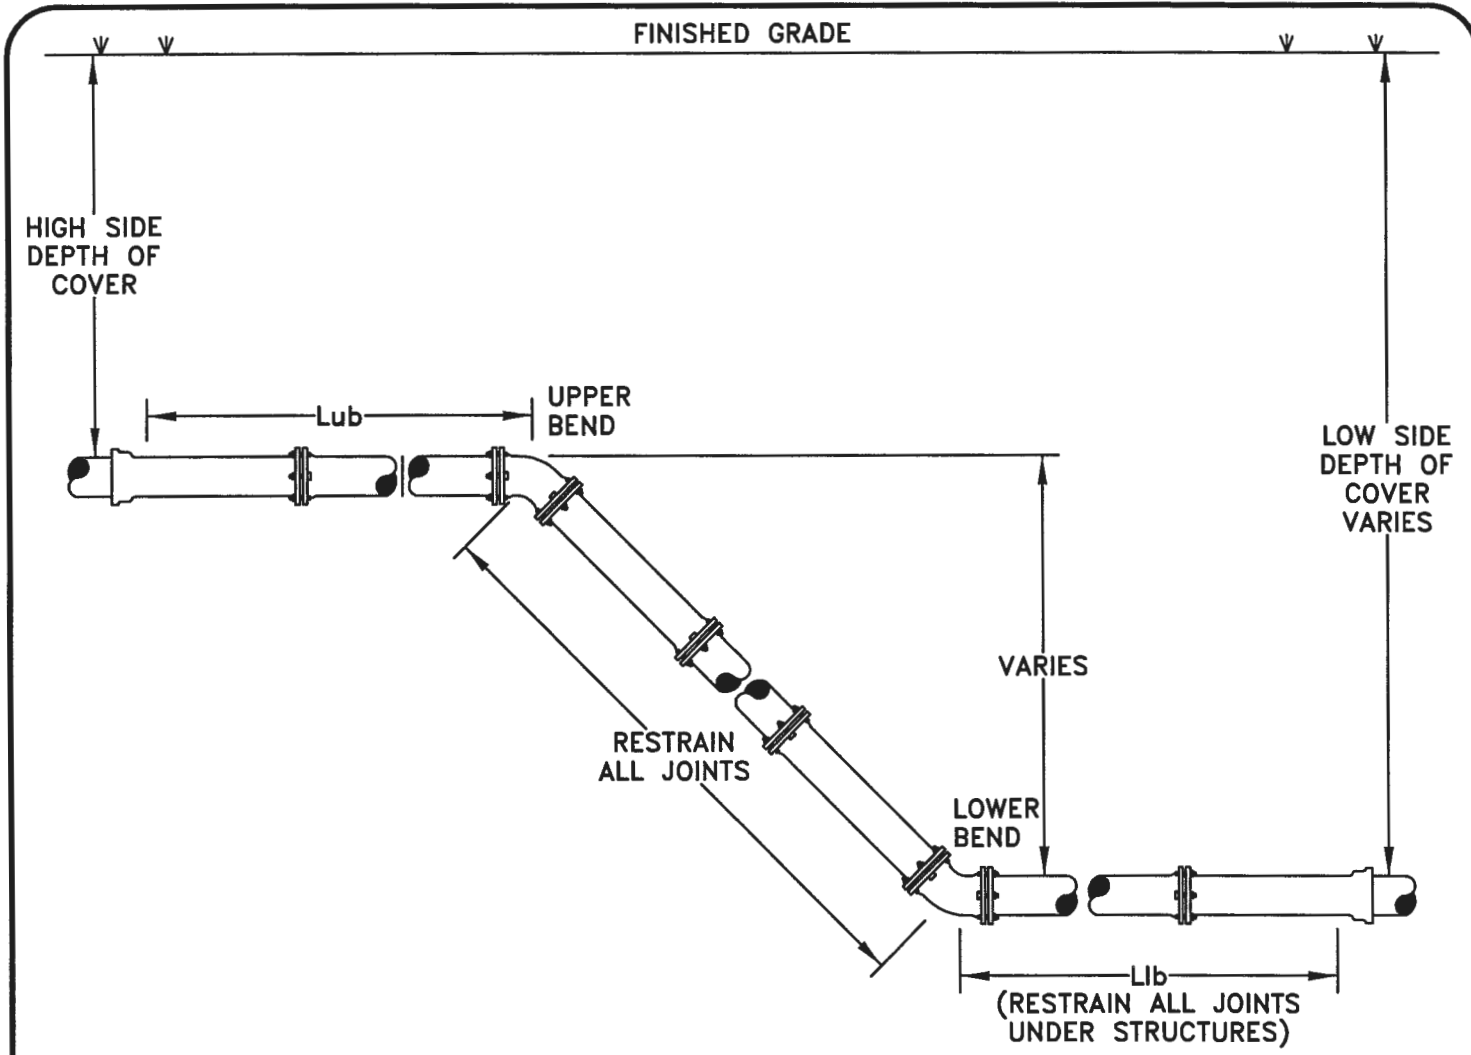 FINISHED GRADE
HIGH SIDE
DEPTH OF
COVER
Lub
UPPER
BEND
LOW SIDE
DEPTH OF
COVER
VARIES
VARIES
RESTRAIN
ALL JOINTS
LOWER
BEND
Llb
(RESTRAIN ALL JOINTS
UNDER STRUCTURES)